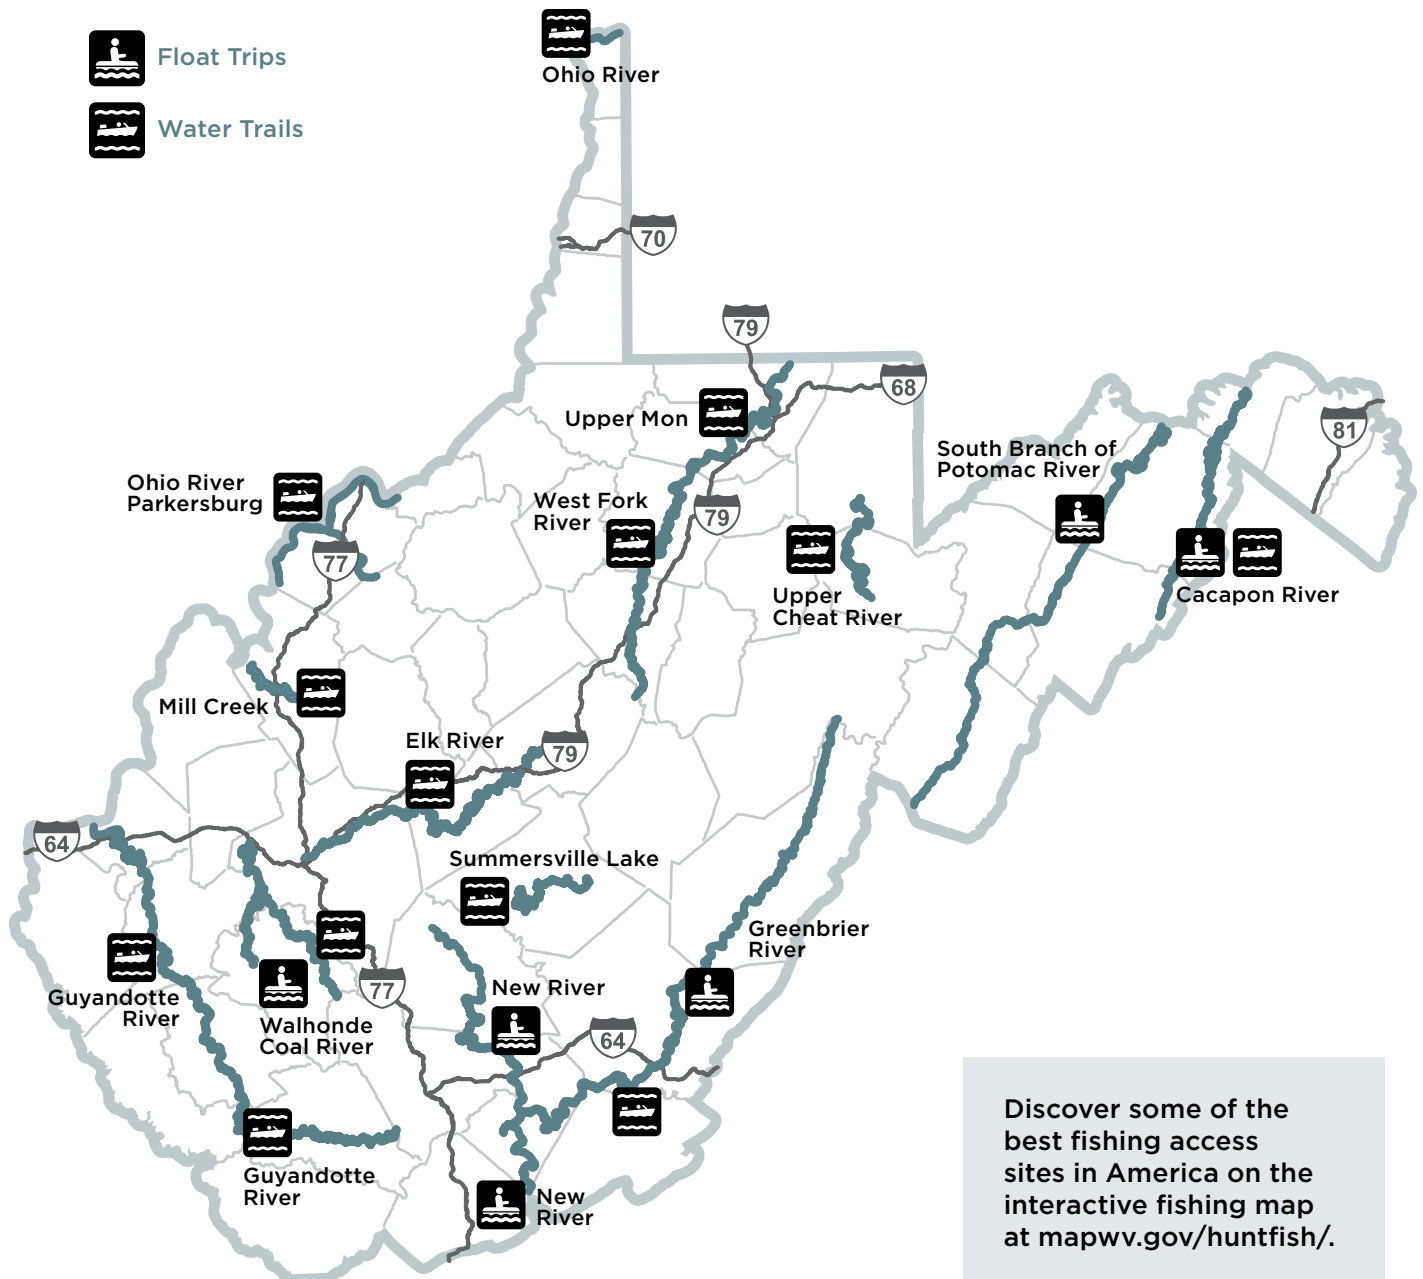 Float Trips
Water Trails
Ohio River
70
79
68
Upper Mon
81
South Branch of
Potomac River
Ohio River
Parkersburg
West Fork
River
79
77
Upper
Cheat River
Cacapon River
Mill Creek
Elk River
79
64
Summersville Lake
Greenbrier
River
77
New River
Guyandotte
River
Walhonde
Coal River
64
Guyandotte
River
New
River
Discover some of the
best fishing access
sites in America on the
interactive fishing map
at mapwv.gov/huntfish/.